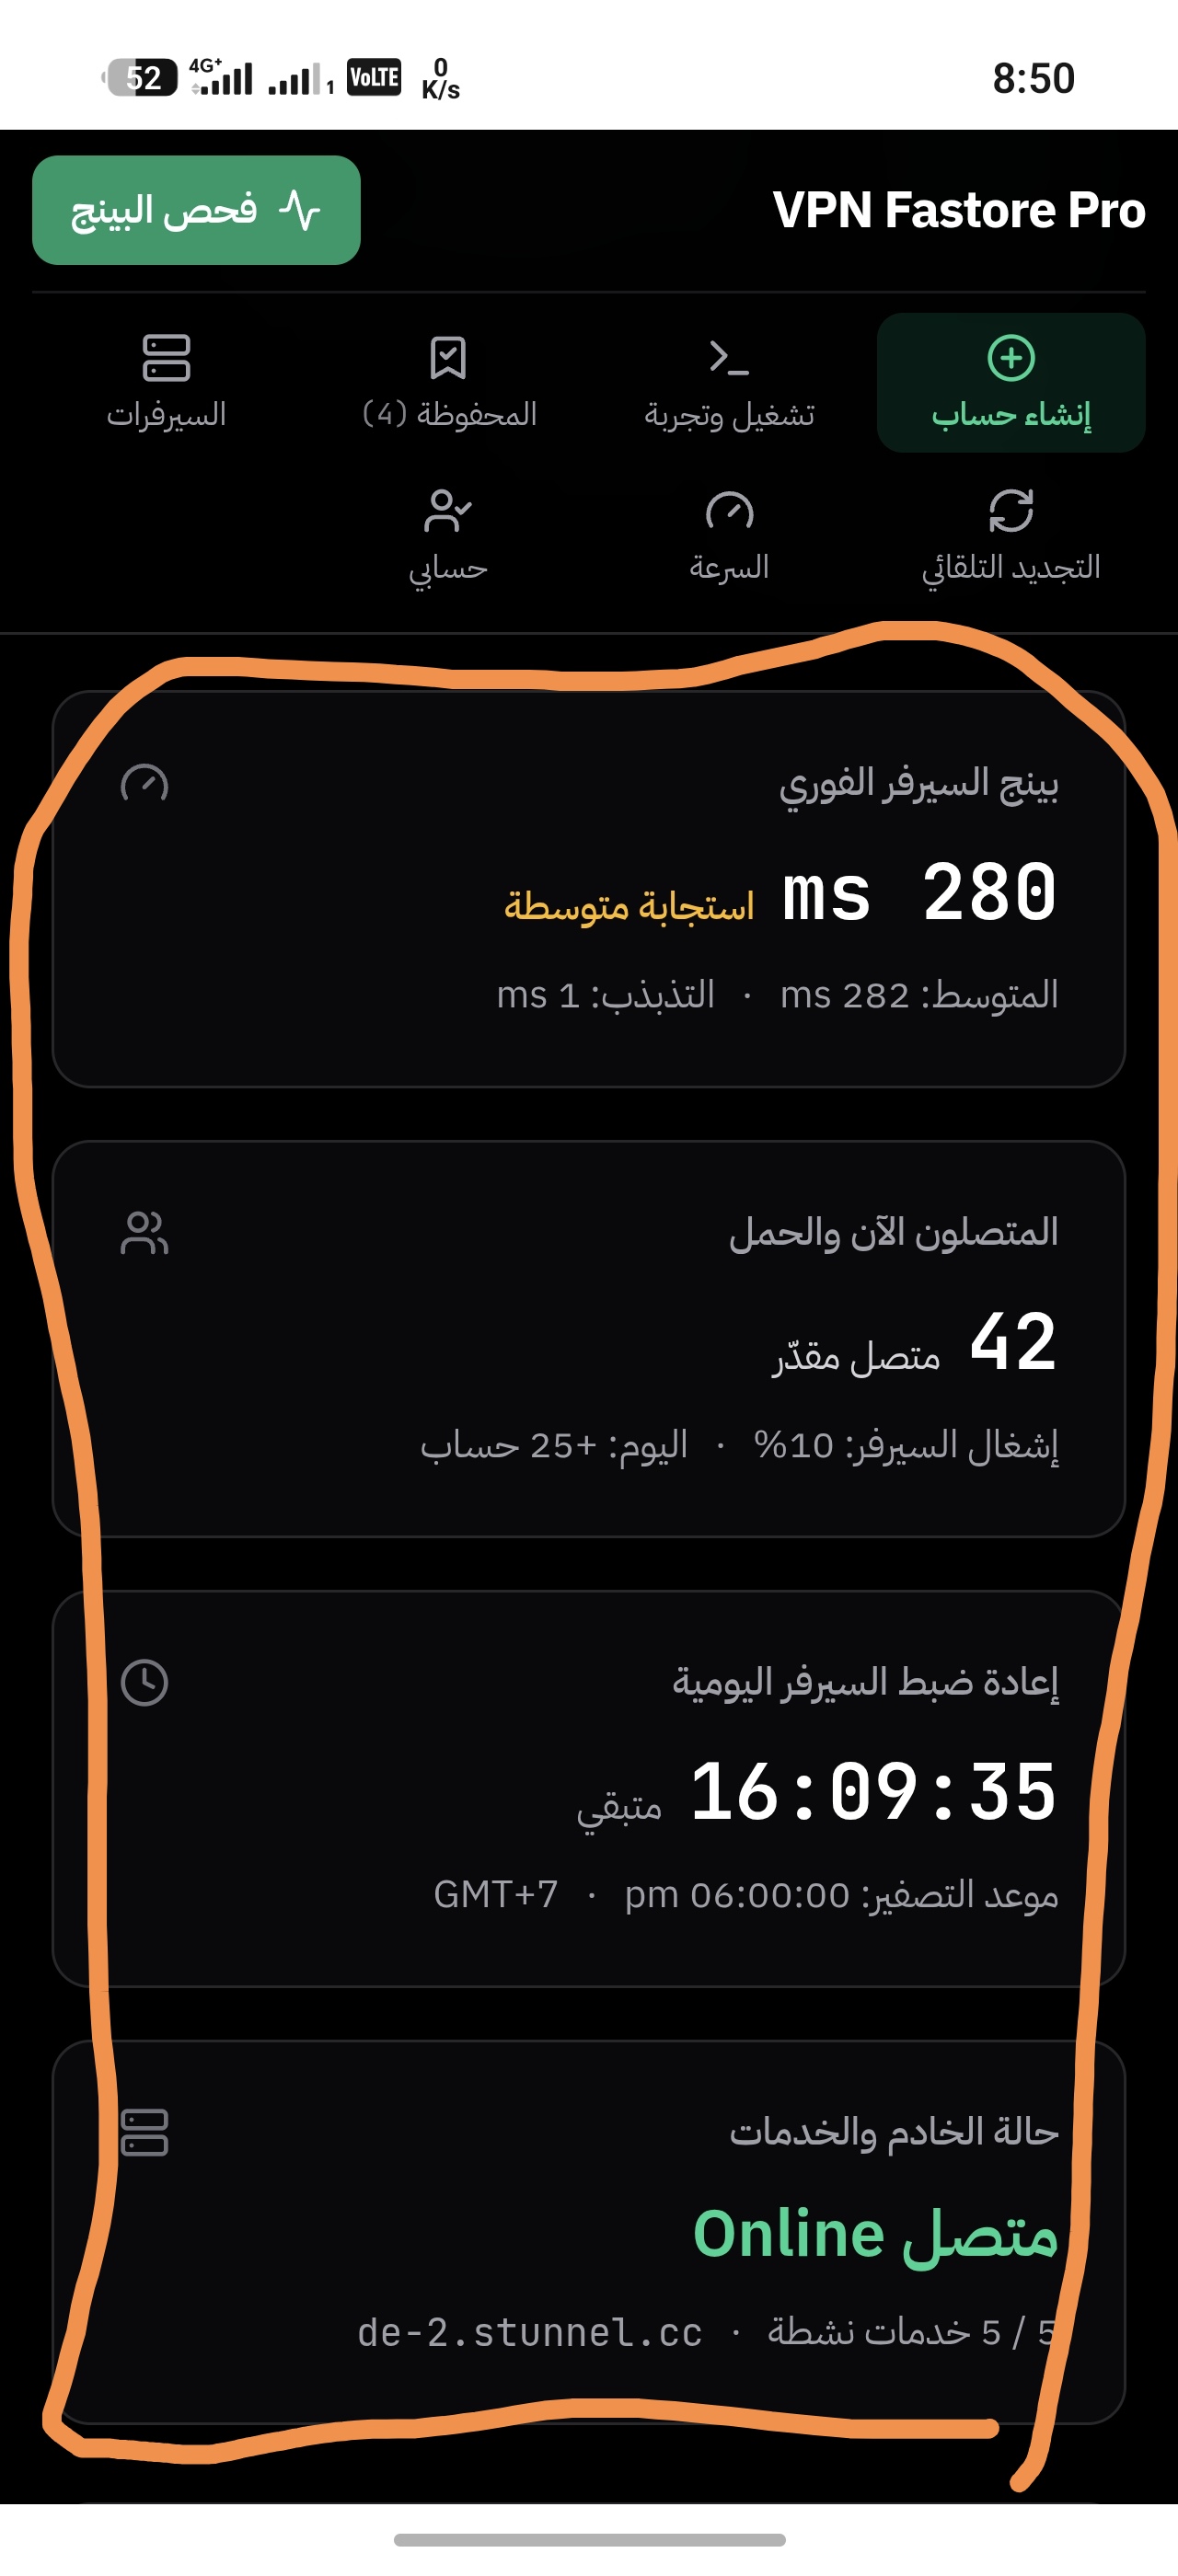 52 4G+ 1 VoLTE 0 K/s 8:50
VPN Fastore Pro
فحص البينج
إنشاء حساب
تشغيل وتجربة
المحفوظة (4)
السيرفرات
التجديد التلقائي
السرعة
حسابي
بينج السيرفر الفوري
280 ms استجابة متوسطة
المتوسط: 282 ms · التذبذب: 1 ms
المتصلون الآن والحمل
42 متصل مقدّر
إشغال السيرفر: 10% · اليوم: +25 حساب
إعادة ضبط السيرفر اليومية
16:09:35 متبقي
موعد التصفير: 06:00:00 pm · GMT+7
حالة الخادم والخدمات
متصل Online
5 / 5 خدمات نشطة · de-2.stunnel.cc